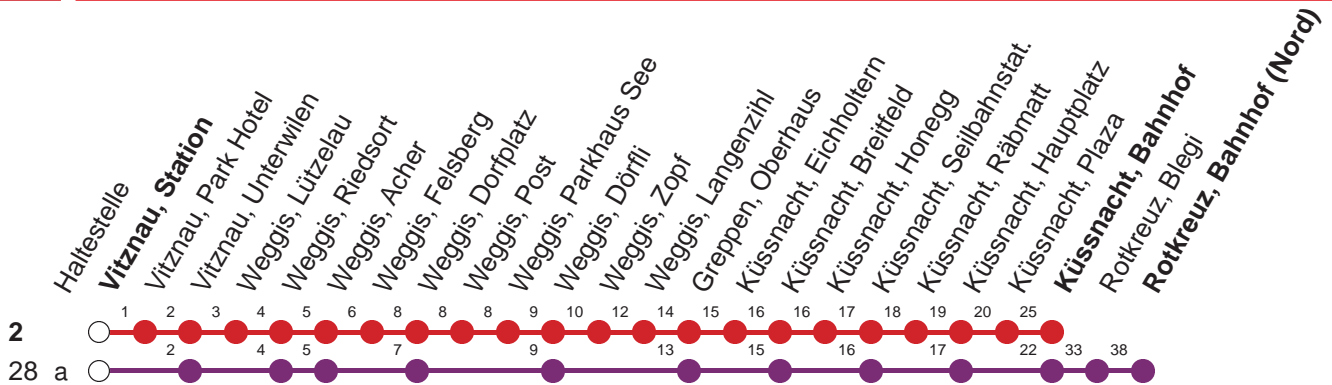 Haltestelle
Vitznau, Station
Vitznau, Park Hotel
Vitznau, Unterwilen
Weggis, Lützelau
Weggis, Riedsort
Weggis, Acher
Weggis, Felsberg
Weggis, Dorfplatz
Weggis, Post
Weggis, Parkhaus See
Weggis, Dörfli
Weggis, Zopf
Weggis, Langenzihl
Greppen, Oberhaus
Küssnacht, Eichholtern
Küssnacht, Breitfeld
Küssnacht, Honegg
Küssnacht, Seilbahnstat.
Küssnacht, Räbmatt
Küssnacht, Hauptplatz
Küssnacht, Plaza
Küssnacht, Bahnhof
Rotkreuz, Blegi
Rotkreuz, Bahnhof (Nord)
2 1 2 3 4 5 6 8 8 8 9 10 12 14 15 16 16 17 18 19 20 25
28 a 2 4 5 7 9 13 15 16 17 22 33 38